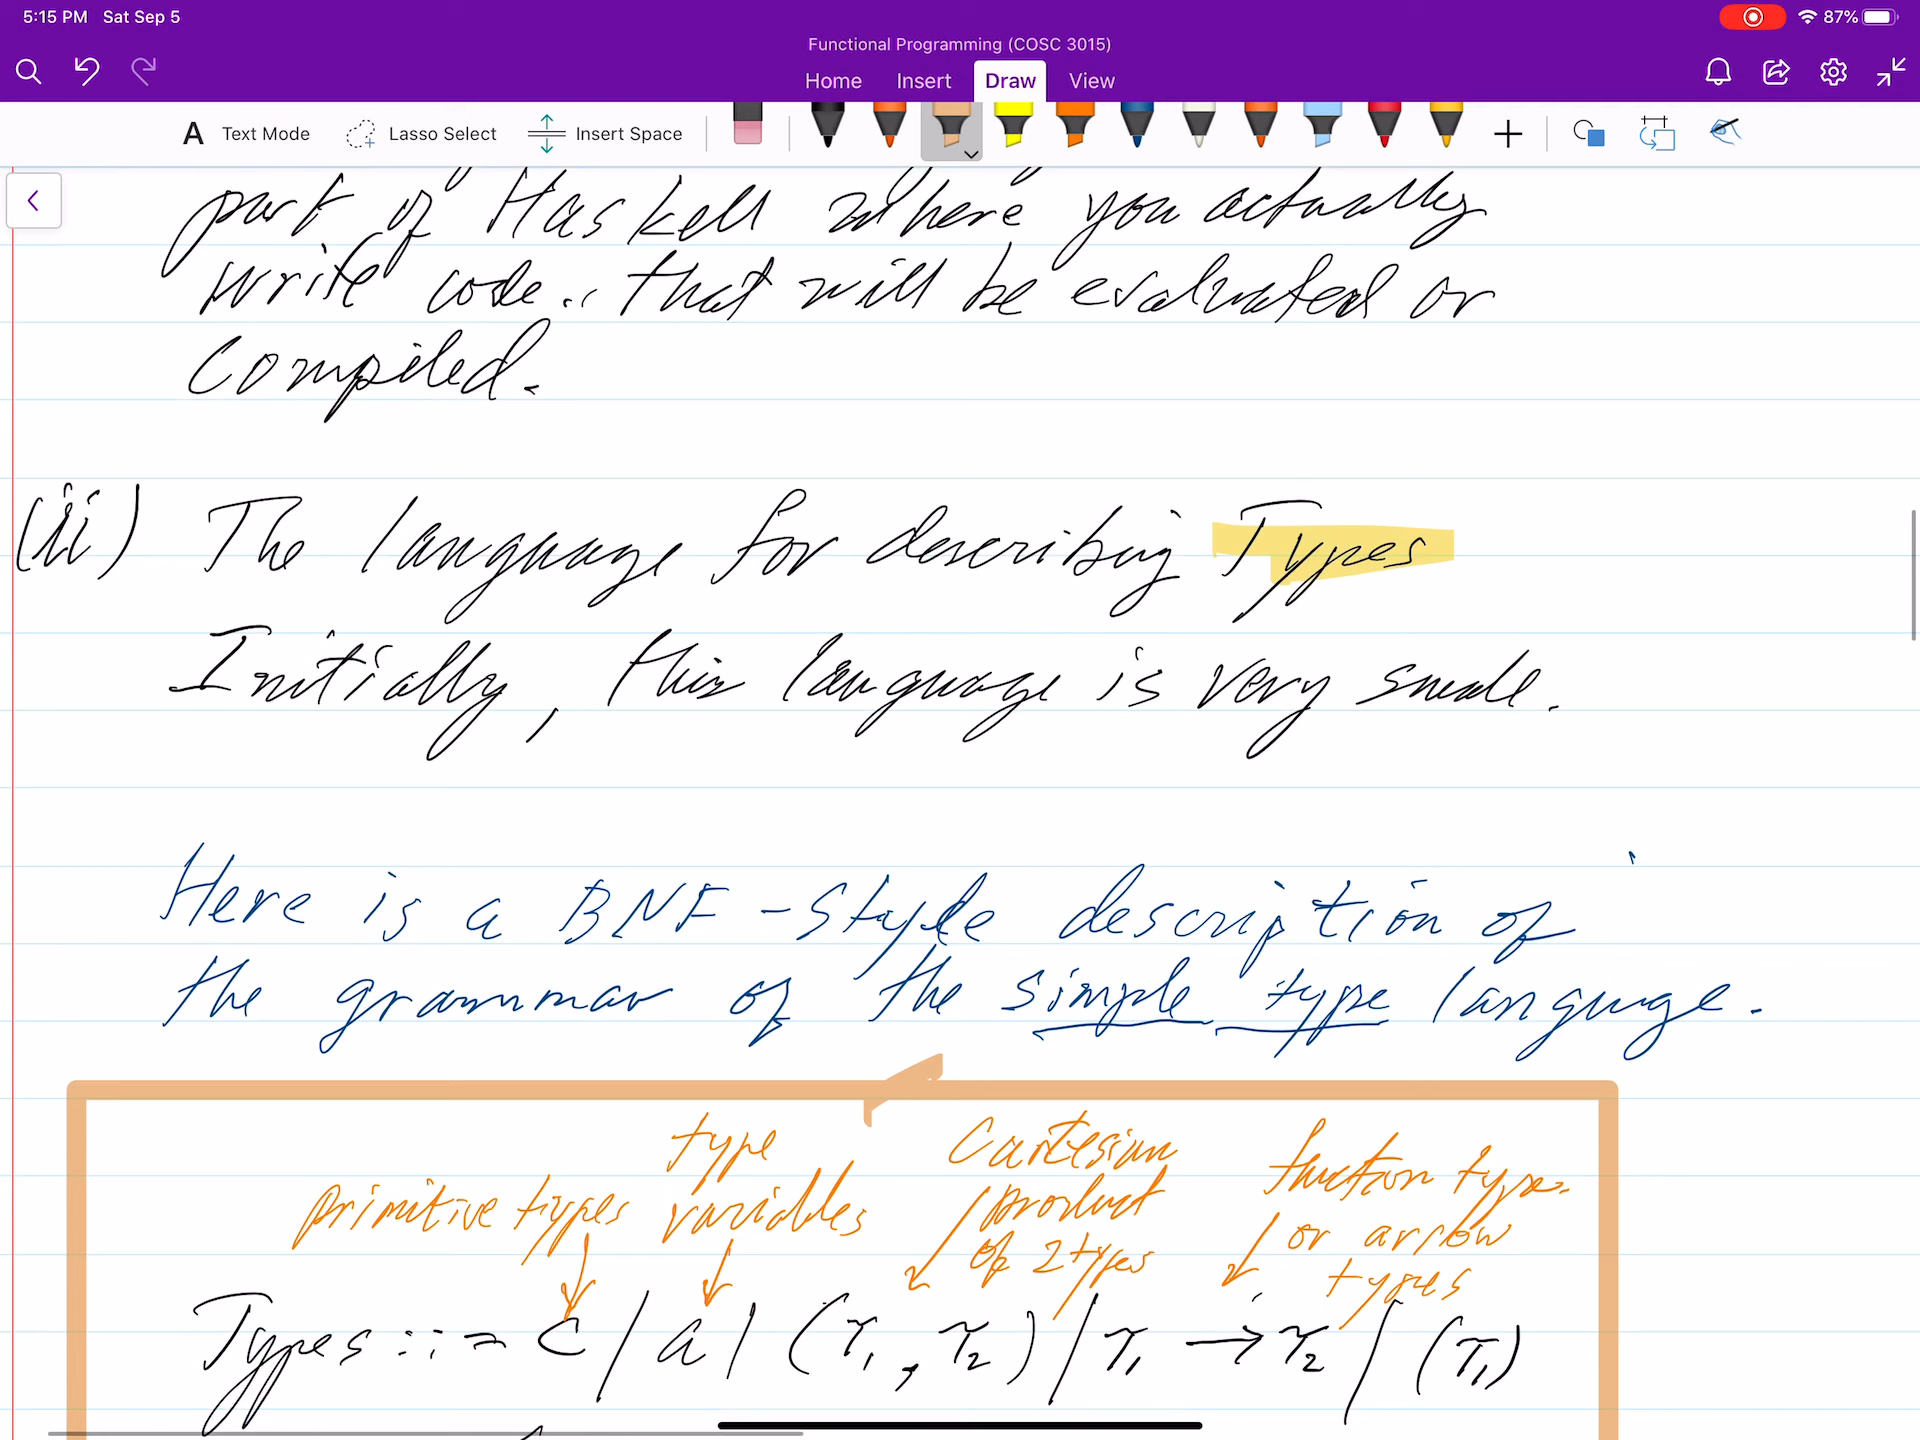 5:15 PM Sat Sep 5
87%
Functional Programming (COSC 3015)
Home Insert Draw View
A Text Mode Lasso Select Insert Space
part of Haskell where you actually
write code.. that will be evaluated or
compiled.
(ii) The language for describing Types
Initially, this language is very small.
Here is a BNF-style description of
the grammar of the simple type language.
type
primitive types variables
Cartesian
product
of 2 types
function types
or arrow
types
Types ::= C | a | (τ₁, τ₂) | τ₁ → τ₂ | (τ₁)